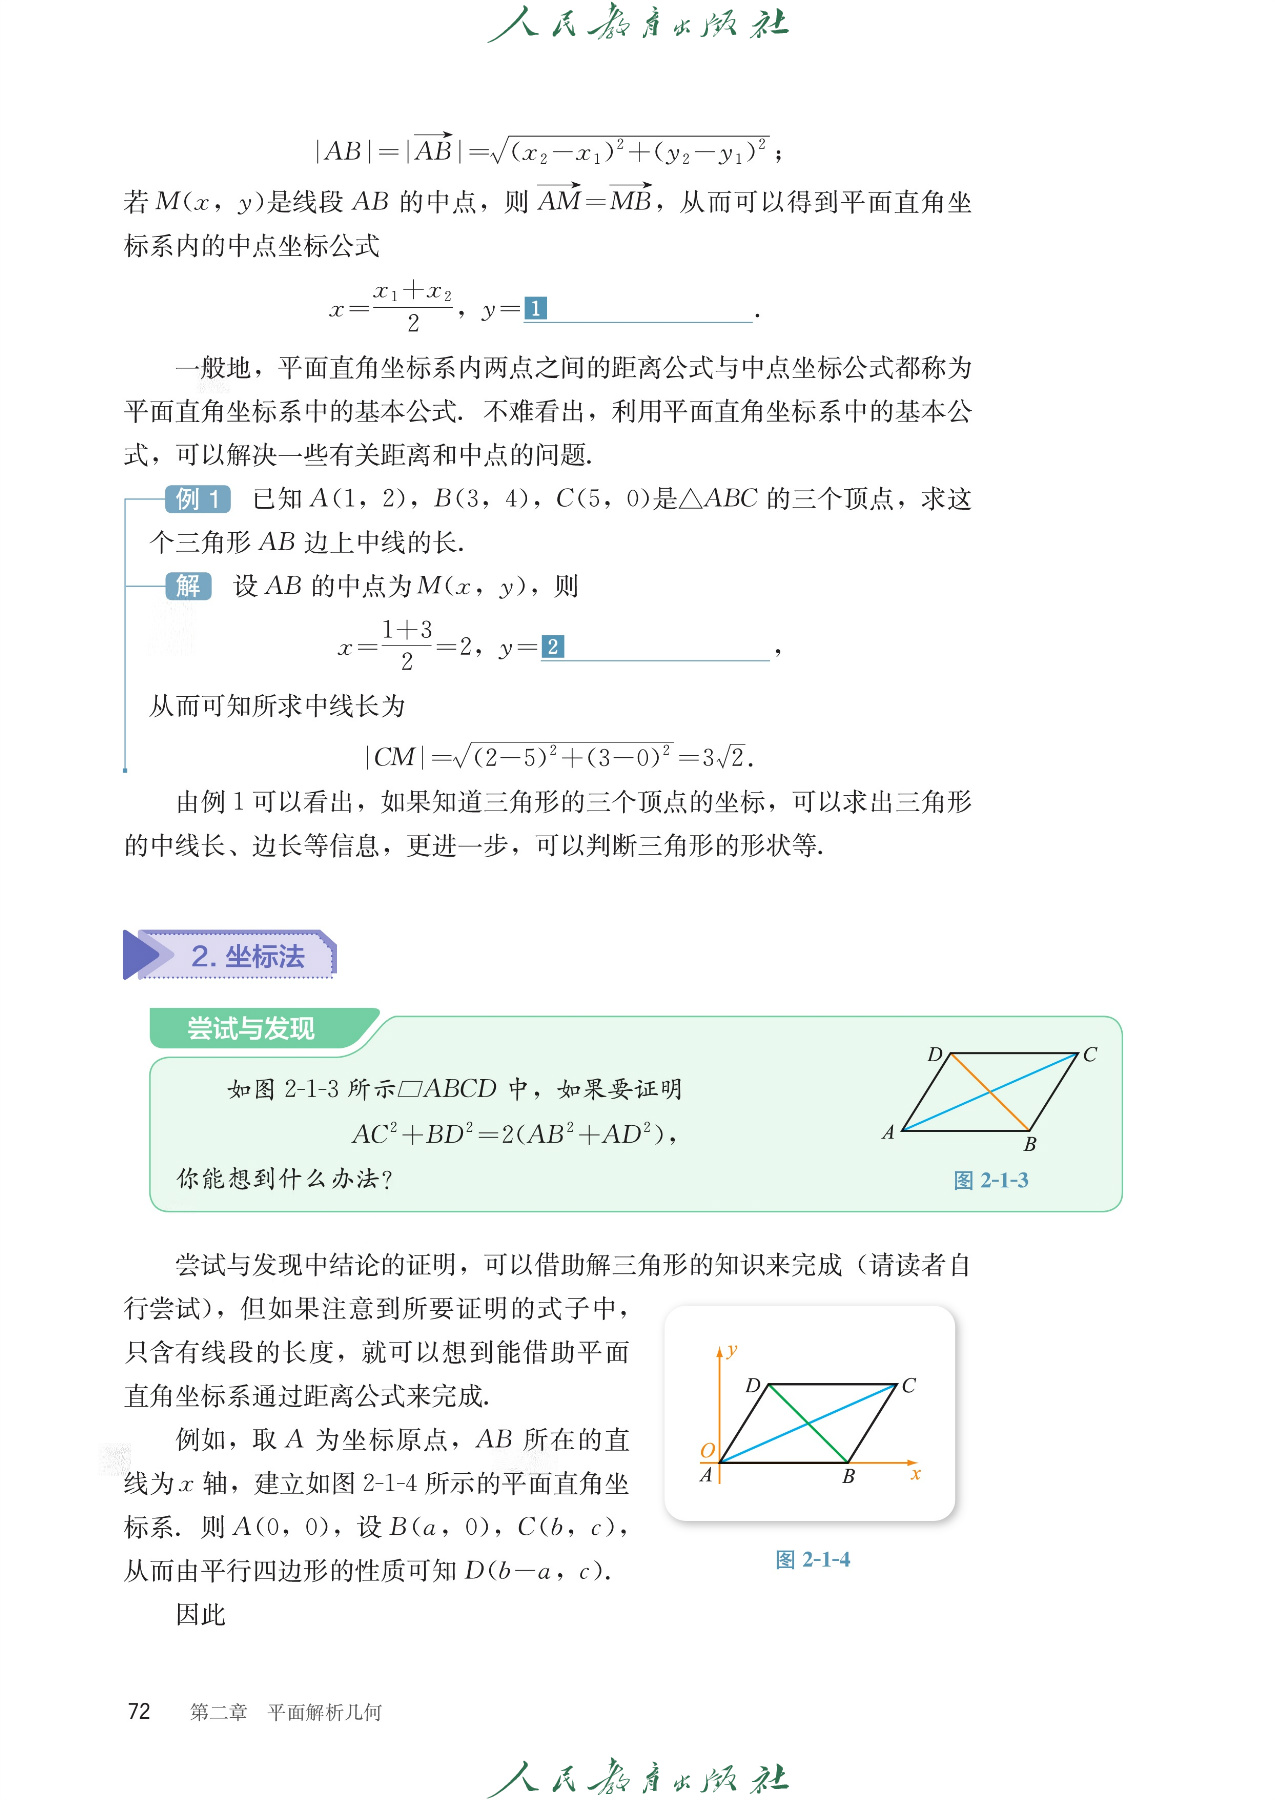 人民教育出版社
|AB|=|\overrightarrow{AB}|=√((x₂−x₁)²+(y₂−y₁)²);
若 M(x，y)是线段 AB 的中点，则 \overrightarrow{AM}=\overrightarrow{MB}，从而可以得到平面直角坐
标系内的中点坐标公式
x=\frac{x₁+x₂}{2}，y=1 ________．
一般地，平面直角坐标系内两点之间的距离公式与中点坐标公式都称为
平面直角坐标系中的基本公式．不难看出，利用平面直角坐标系中的基本公
式，可以解决一些有关距离和中点的问题．
例 1 已知 A(1，2)，B(3，4)，C(5，0)是△ABC 的三个顶点，求这
个三角形 AB 边上中线的长．
解 设 AB 的中点为 M(x，y)，则
x=\frac{1+3}{2}=2，y=2 ________，
从而可知所求中线长为
|CM|=√((2−5)²+(3−0)²)=3√2．
由例 1 可以看出，如果知道三角形的三个顶点的坐标，可以求出三角形
的中线长、边长等信息，更进一步，可以判断三角形的形状等．
2. 坐标法
尝试与发现
如图 2-1-3 所示▱ABCD 中，如果要证明
AC²+BD²=2(AB²+AD²)，
你能想到什么办法？
D
C
A
B
图 2-1-3
尝试与发现中结论的证明，可以借助解三角形的知识来完成（请读者自
行尝试），但如果注意到所要证明的式子中，
只含有线段的长度，就可以想到能借助平面
直角坐标系通过距离公式来完成．
例如，取 A 为坐标原点，AB 所在的直
线为 x 轴，建立如图 2-1-4 所示的平面直角坐
标系．则 A(0，0)，设 B(a，0)，C(b，c)，
从而由平行四边形的性质可知 D(b−a，c)．
因此
y
D
C
O
A
B
x
图 2-1-4
72 第二章 平面解析几何
人民教育出版社